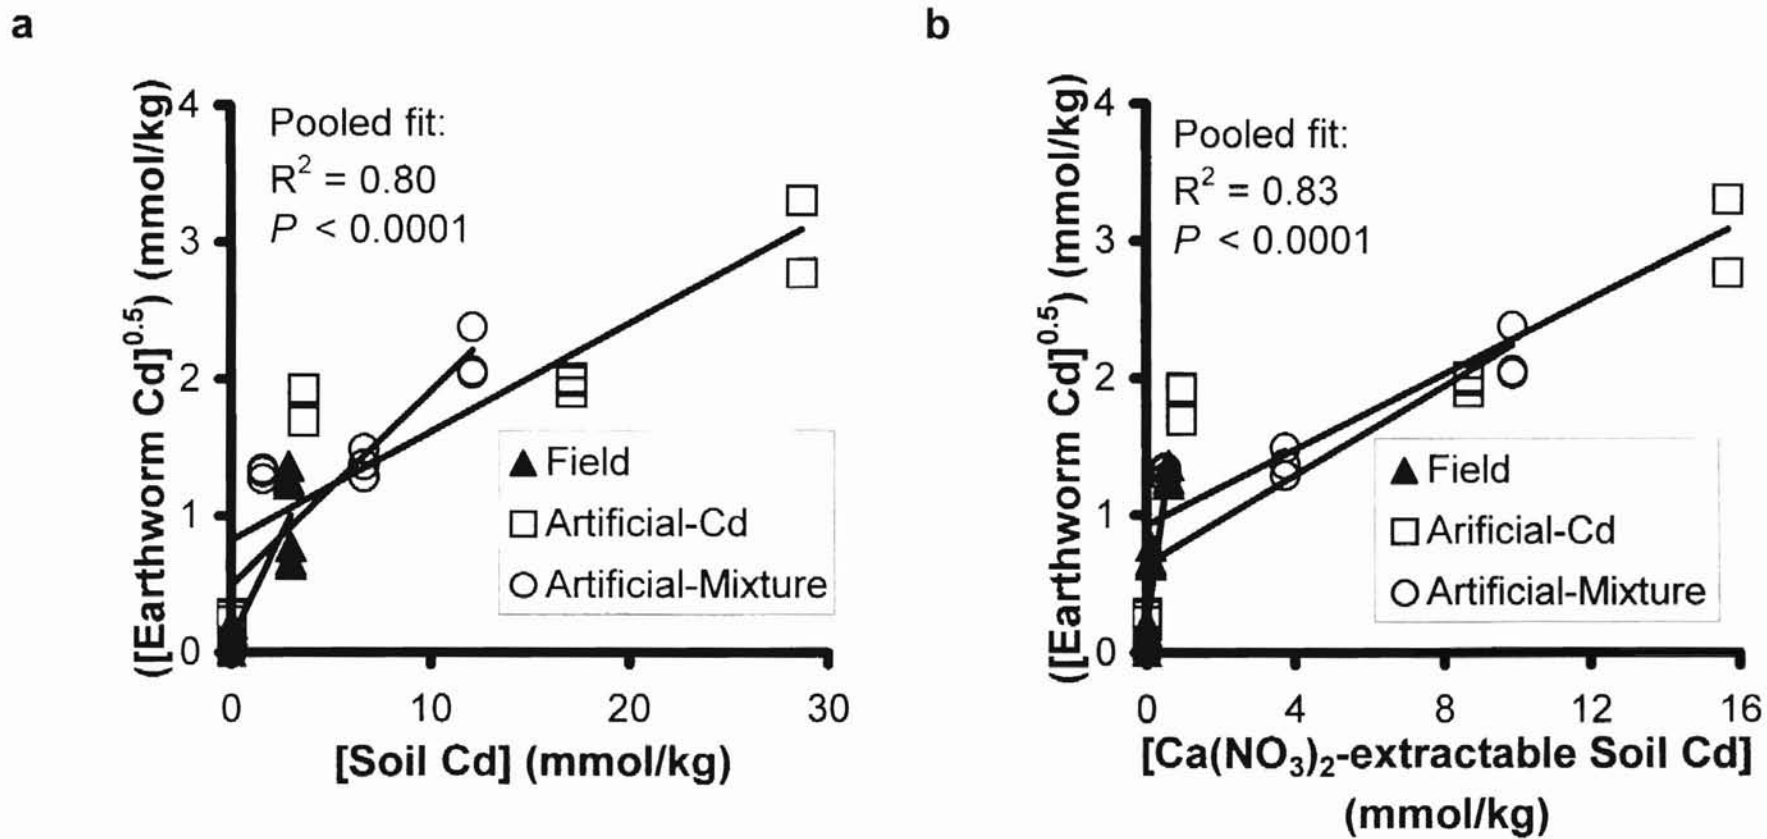 a
([Earthworm Cd]^0.5) (mmol/kg)
4
3
2
1
0
Pooled fit:
R² = 0.80
P < 0.0001
Field
Artificial-Cd
Artificial-Mixture
0 10 20 30
[Soil Cd] (mmol/kg)
b
([Earthworm Cd]^0.5) (mmol/kg)
4
3
2
1
0
Pooled fit:
R² = 0.83
P < 0.0001
Field
Arificial-Cd
Artificial-Mixture
0 4 8 12 16
[Ca(NO₃)₂-extractable Soil Cd]
(mmol/kg)